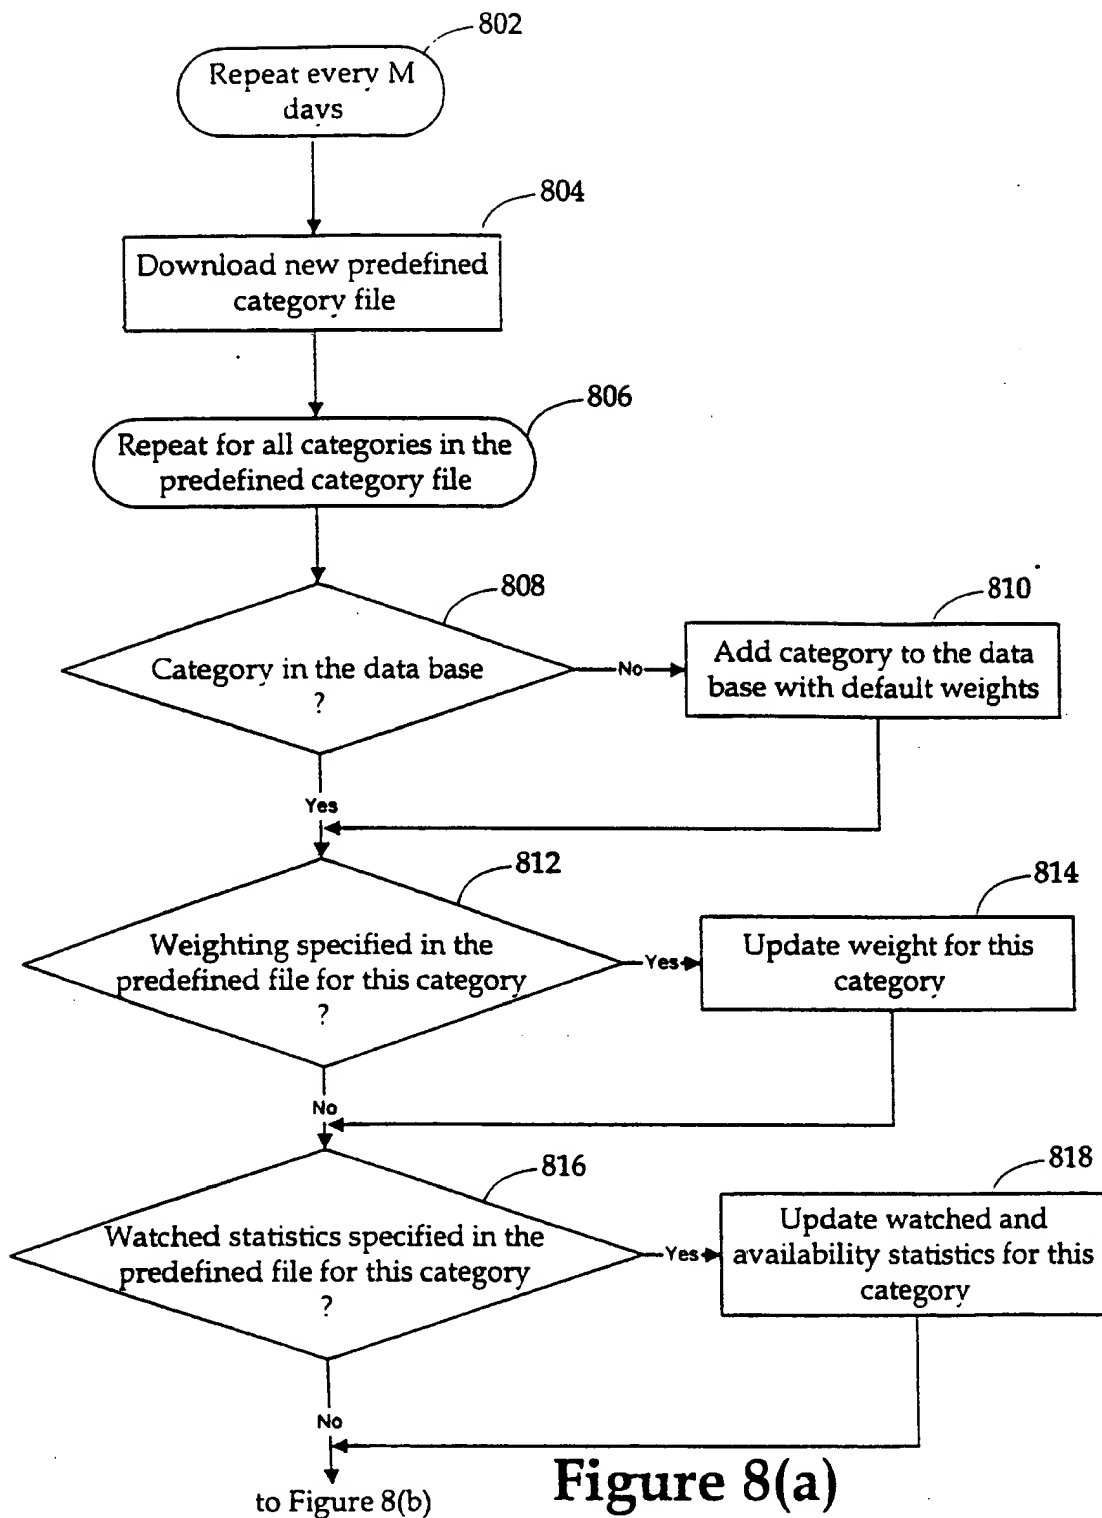 802
Repeat every M
days
804
Download new predefined
category file
806
Repeat for all categories in the
predefined category file
808
Category in the data base
?
No
810
Add category to the data
base with default weights
Yes
812
Weighting specified in the
predefined file for this category
?
Yes
814
Update weight for this
category
No
816
Watched statistics specified in the
predefined file for this category
?
Yes
818
Update watched and
availability statistics for this
category
No
to Figure 8(b)
Figure 8(a)